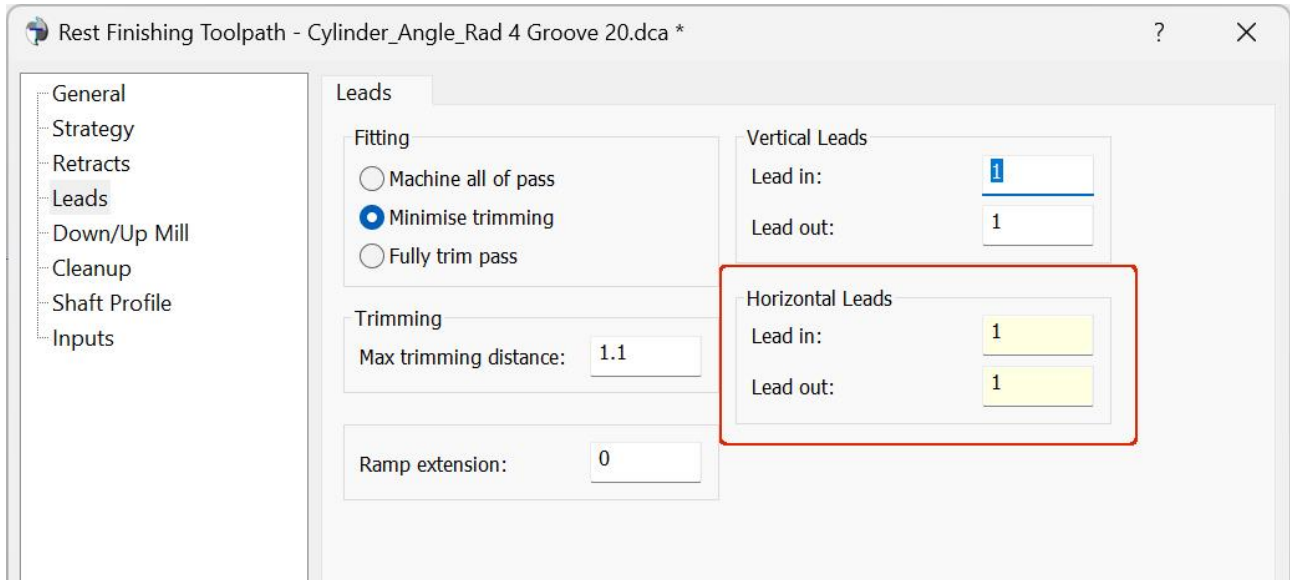 Rest Finishing Toolpath - Cylinder_Angle_Rad 4 Groove 20.dca *
?
General
Strategy
Retracts
Leads
Down/Up Mill
Cleanup
Shaft Profile
Inputs
Leads
Fitting
Machine all of pass
Minimise trimming
Fully trim pass
Trimming
Max trimming distance: 1.1
Ramp extension: 0
Vertical Leads
Lead in: 1
Lead out: 1
Horizontal Leads
Lead in: 1
Lead out: 1